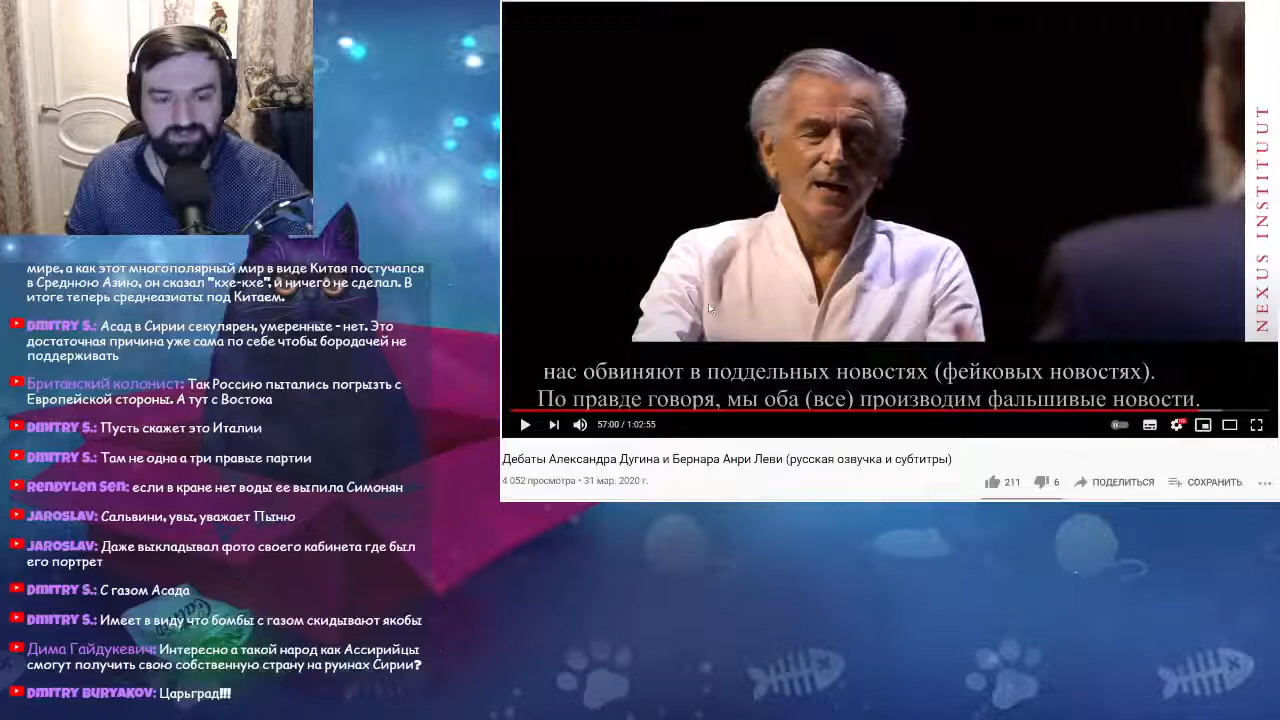 мире, а как этот многополярный мир в виде Китая постучался
в Среднюю Азию, он сказал "кхе-кхе", и ничего не сделал. В
итоге теперь среднеазиаты под Китаем.
DMITRY S.: Асад в Сирии секулярен, умеренные - нет. Это
достаточная причина уже сама по себе чтобы бородачей не
поддерживать
Британский колонист: Так Россию пытались погрызть с
Европейской стороны. А тут с Востока
DMITRY S.: Пусть скажет это Италии
DMITRY S.: Там не одна а три правые партии
RENDYLEN SEN: если в кране нет воды ее выпила Симонян
JAROSLAV: Сальвини, увы, уважает Пыню
JAROSLAV: Даже выкладывал фото своего кабинета где был
его портрет
DMITRY S.: С газом Асада
DMITRY S.: Имеет в виду что бомбы с газом скидывают якобы
Дима Гайдукевич: Интересно а такой народ как Ассирийцы
смогут получить свою собственную страну на руинах Сирии?
DMITRY BURYAKOV: Царьград!!!
NEXUS INSTITUUT
нас обвиняют в поддельных новостях (фейковых новостях).
По правде говоря, мы оба (все) производим фальшивые новости.
57:00 / 1:02:55
HD
Дебаты Александра Дугина и Бернара Анри Леви (русская озвучка и субтитры)
4 052 просмотра • 31 мар. 2020 г.
211
6
ПОДЕЛИТЬСЯ
СОХРАНИТЬ